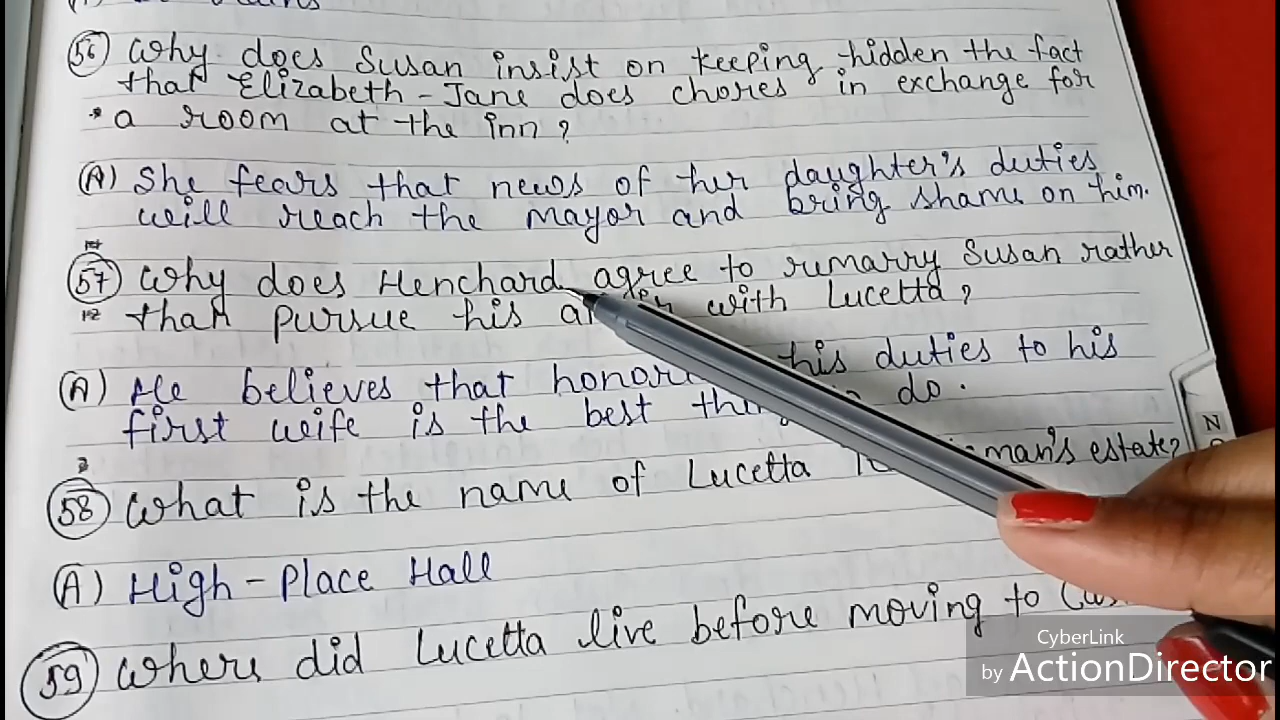 56 Why does Susan insist on keeping hidden the fact
that Elizabeth-Jane does chores in exchange for
a room at the inn?
(A) She fears that news of her daughter's duties
will reach the mayor and bring shame on him.
57 Why does Henchard agree to remarry Susan rather
than pursue his with Lucetta?
(A) He believes that his duties to his
first wife is the best do.
58 What is the name of Lucetta estate?
(A) High-Place Hall
59 Where did Lucetta live before moving to
CyberLink
by ActionDirector
N